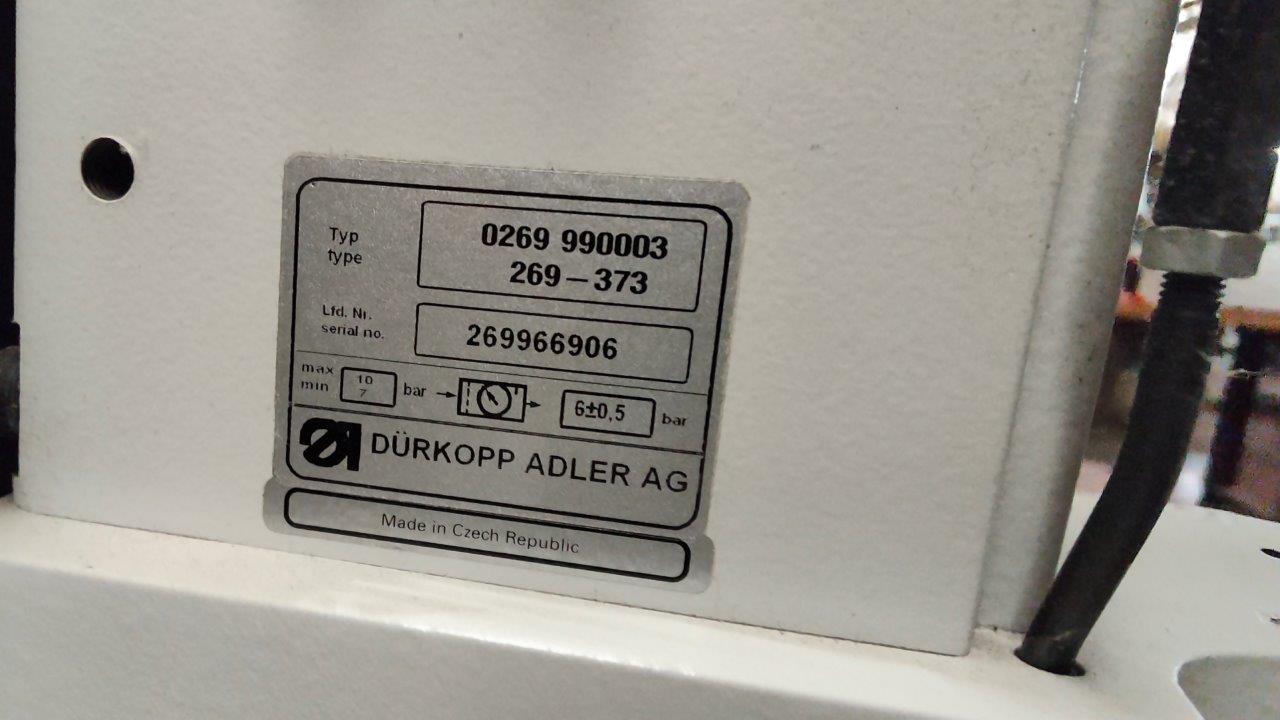 Typ
type
0269 990003
269-373
Lfd. Nr.
serial no.
269966906
max
min
10
7
bar
6±0,5
bar
DÜRKOPP ADLER AG
Made in Czech Republic